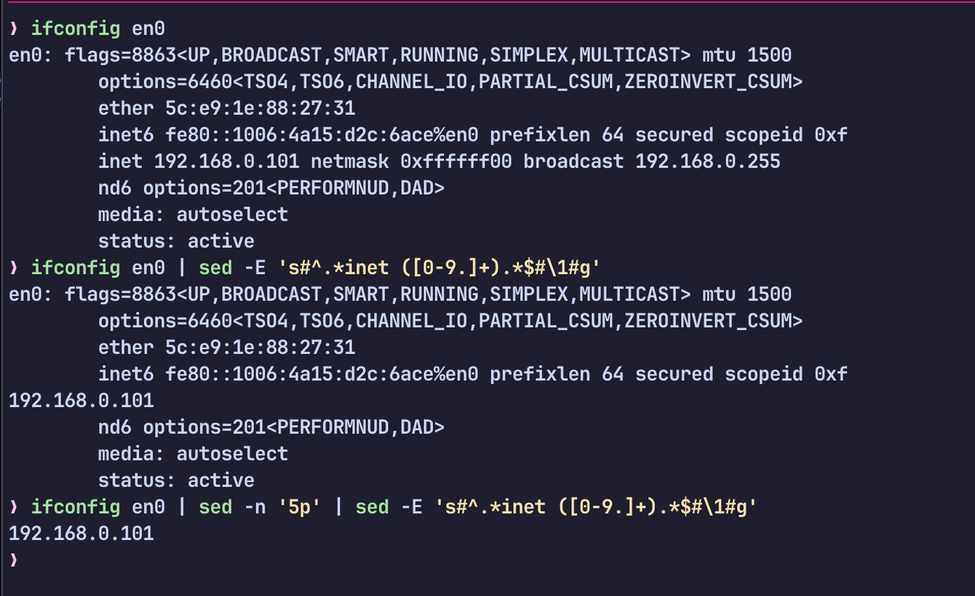 ❯ ifconfig en0
en0: flags=8863<UP,BROADCAST,SMART,RUNNING,SIMPLEX,MULTICAST> mtu 1500
        options=6460<TSO4,TSO6,CHANNEL_IO,PARTIAL_CSUM,ZEROINVERT_CSUM>
        ether 5c:e9:1e:88:27:31
        inet6 fe80::1006:4a15:d2c:6ace%en0 prefixlen 64 secured scopeid 0xf
        inet 192.168.0.101 netmask 0xffffff00 broadcast 192.168.0.255
        nd6 options=201<PERFORMNUD,DAD>
        media: autoselect
        status: active
❯ ifconfig en0 | sed -E 's#^.*inet ([0-9.]+).*$#\1#g'
en0: flags=8863<UP,BROADCAST,SMART,RUNNING,SIMPLEX,MULTICAST> mtu 1500
        options=6460<TSO4,TSO6,CHANNEL_IO,PARTIAL_CSUM,ZEROINVERT_CSUM>
        ether 5c:e9:1e:88:27:31
        inet6 fe80::1006:4a15:d2c:6ace%en0 prefixlen 64 secured scopeid 0xf
192.168.0.101
        nd6 options=201<PERFORMNUD,DAD>
        media: autoselect
        status: active
❯ ifconfig en0 | sed -n '5p' | sed -E 's#^.*inet ([0-9.]+).*$#\1#g'
192.168.0.101
❯